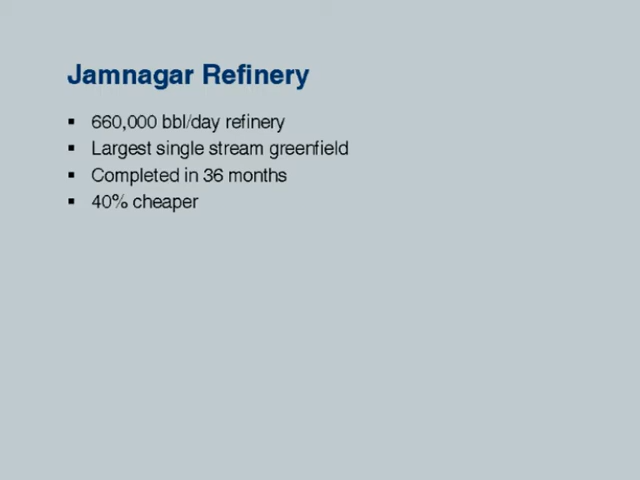 Jamnagar Refinery
▪ 660,000 bbl/day refinery
▪ Largest single stream greenfield
▪ Completed in 36 months
▪ 40% cheaper